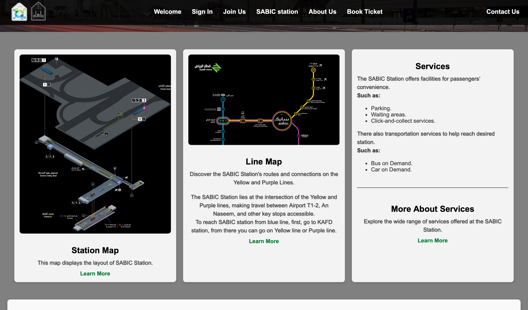 Welcome
Sign In
Join Us
SABIC station
About Us
Book Ticket
Contact Us
Station Map
This map displays the layout of SABIC Station.
Learn More
Line Map
Discover the SABIC Station's routes and connections on the
Yellow and Purple Lines.
The SABIC Station lies at the intersection of the Yellow and
Purple lines, making travel between Airport T1-2, An
Naseem, and other key stops accessible.
To reach SABIC station from blue line, first, go to KAFD
station, from there you can go on Yellow line or Purple line.
Learn More
Services
The SABIC Station offers facilities for passengers'
convenience.
Such as:
Parking.
Waiting areas.
Click-and-collect services.
There also transportation services to help reach desired
station.
Such as:
Bus on Demand.
Car on Demand.
More About Services
Explore the wide range of services offered at the SABIC
Station.
Learn More